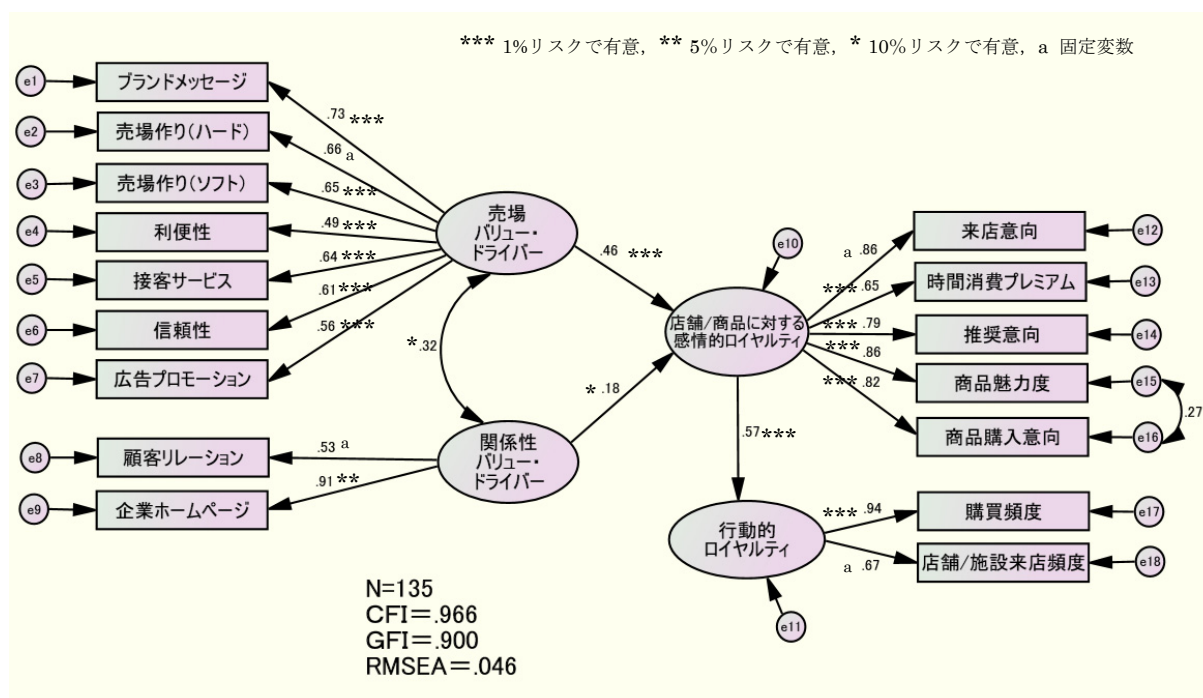 *** 1%リスクで有意, ** 5%リスクで有意, * 10%リスクで有意, a 固定変数
e1
ブランドメッセージ
.73 ***
e2
売場作り(ハード)
.66 a
e3
売場作り(ソフト)
.65 ***
e4
利便性
.49 ***
e5
接客サービス
.64 ***
e6
信頼性
.61 ***
e7
広告プロモーション
.56 ***
売場
バリュー・
ドライバー
* .32
e8
顧客リレーション
.53 a
e9
企業ホームページ
.91 **
関係性
バリュー・
ドライバー
.46 ***
* .18
e10
店舗/商品に対する
感情的ロイヤルティ
.57 ***
a .86
来店意向
e12
*** .65
時間消費プレミアム
e13
*** .79
推奨意向
e14
*** .86
商品魅力度
e15
*** .82
商品購入意向
e16
.27
行動的
ロイヤルティ
e11
*** .94
購買頻度
e17
a .67
店舗/施設来店頻度
e18
N=135
CFI=.966
GFI=.900
RMSEA=.046